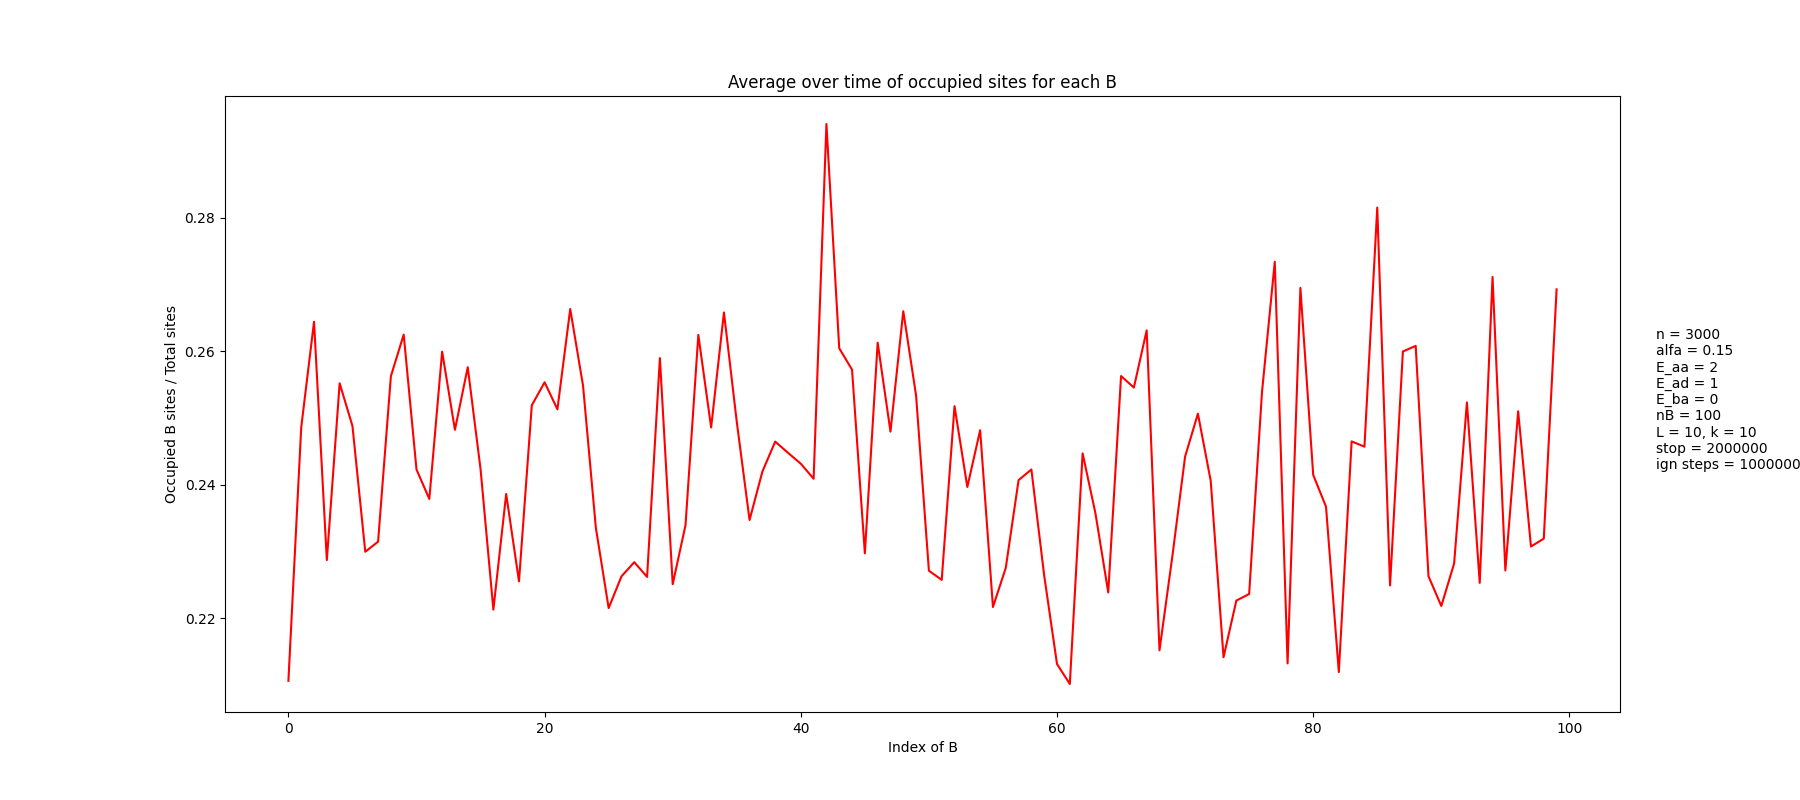 Average over time of occupied sites for each B
Occupied B sites / Total sites
0.28
0.26
0.24
0.22
0 20 40 60 80 100
Index of B
n = 3000
alfa = 0.15
E_aa = 2
E_ad = 1
E_ba = 0
nB = 100
L = 10, k = 10
stop = 2000000
ign steps = 1000000